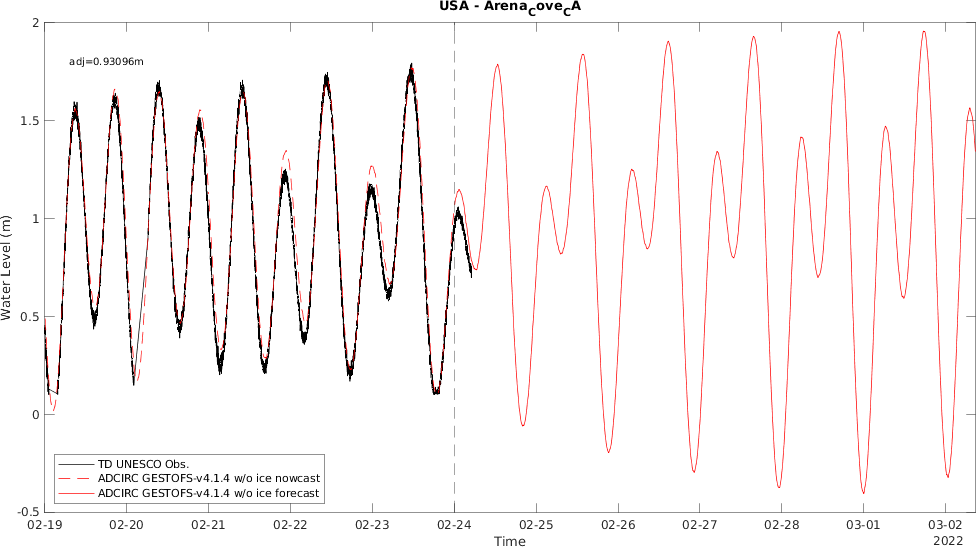 USA - ArenaCoveCA
adj=0.93096m
2
1.5
1
0.5
0
-0.5
Water Level (m)
TD UNESCO Obs.
ADCIRC GESTOFS-v4.1.4 w/o ice nowcast
ADCIRC GESTOFS-v4.1.4 w/o ice forecast
02-19 02-20 02-21 02-22 02-23 02-24 02-25 02-26 02-27 02-28 03-01 03-02
Time
2022